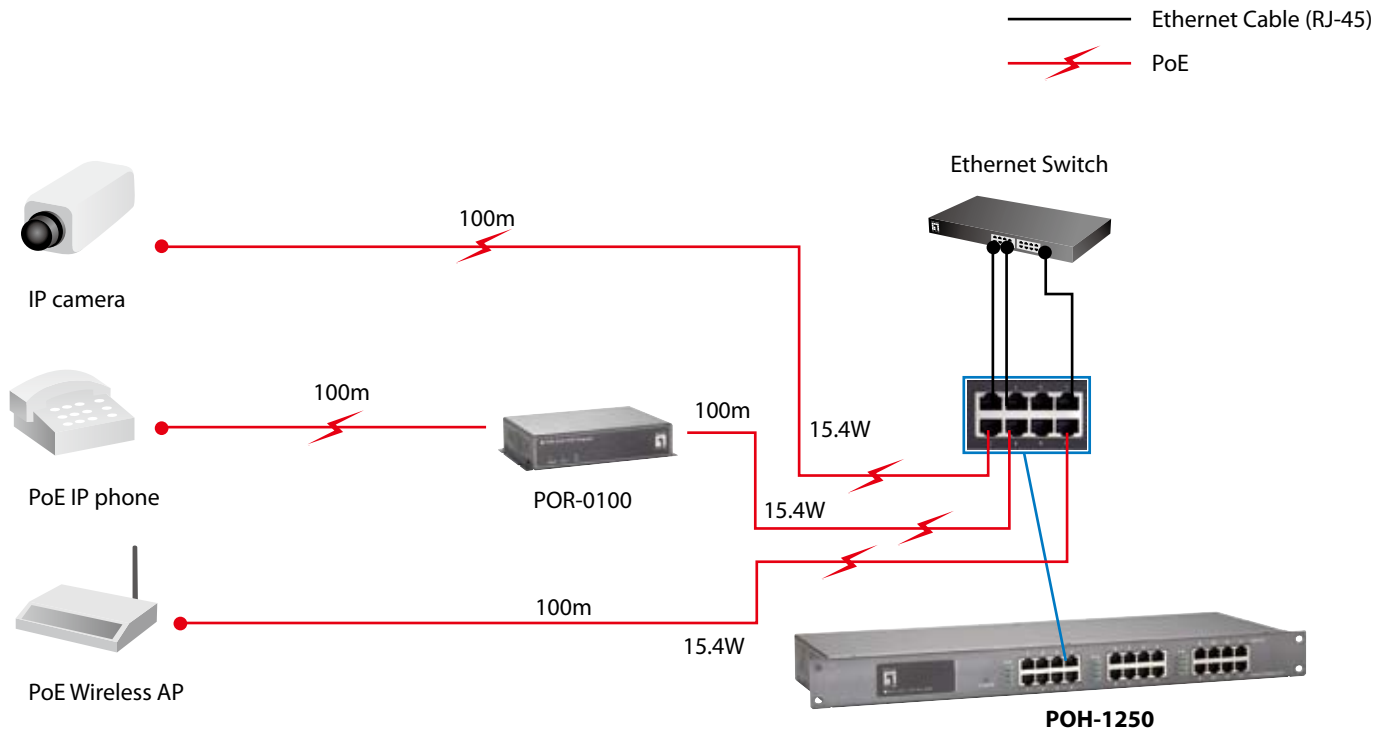 Ethernet Cable (RJ-45)
PoE
Ethernet Switch
100m
IP camera
100m
100m
15.4W
POR-0100
PoE IP phone
15.4W
100m
15.4W
PoE Wireless AP
POH-1250